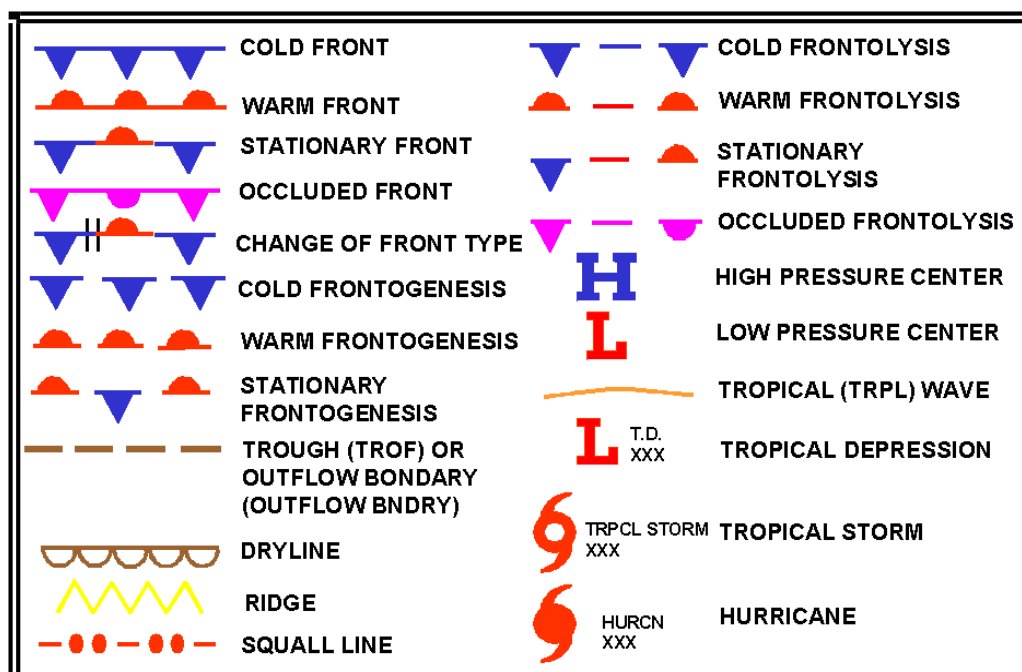 COLD FRONT
WARM FRONT
STATIONARY FRONT
OCCLUDED FRONT
CHANGE OF FRONT TYPE
COLD FRONTOGENESIS
WARM FRONTOGENESIS
STATIONARY
FRONTOGENESIS
TROUGH (TROF) OR
OUTFLOW BONDARY
(OUTFLOW BNDRY)
DRYLINE
RIDGE
SQUALL LINE
COLD FRONTOLYSIS
WARM FRONTOLYSIS
STATIONARY
FRONTOLYSIS
OCCLUDED FRONTOLYSIS
H HIGH PRESSURE CENTER
L LOW PRESSURE CENTER
TROPICAL (TRPL) WAVE
L T.D.
XXX
TROPICAL DEPRESSION
TRPCL STORM
XXX
TROPICAL STORM
HURCN
XXX
HURRICANE